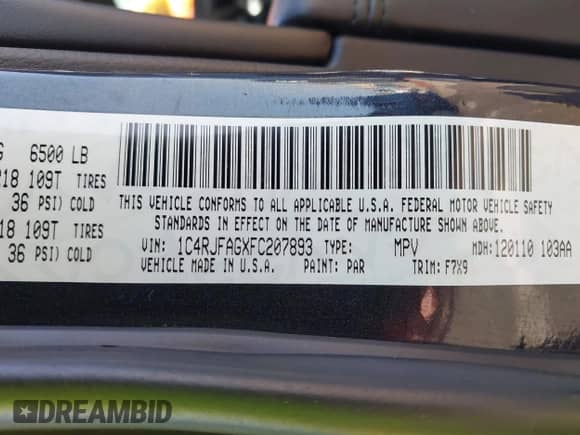 6500 LB
18 109T TIRES
36 PSI) COLD
18 109T TIRES
36 PSI) COLD
THIS VEHICLE CONFORMS TO ALL APPLICABLE U.S.A. FEDERAL MOTOR VEHICLE SAFETY
STANDARDS IN EFFECT ON THE DATE OF MANUFACTURE SHOWN ABOVE.
VIN: 1C4RJFAGXFC207893 TYPE: MPV MDH:120110 103AA
VEHICLE MADE IN U.S.A. PAINT: PAR TRIM: F7X9
DREAMBID